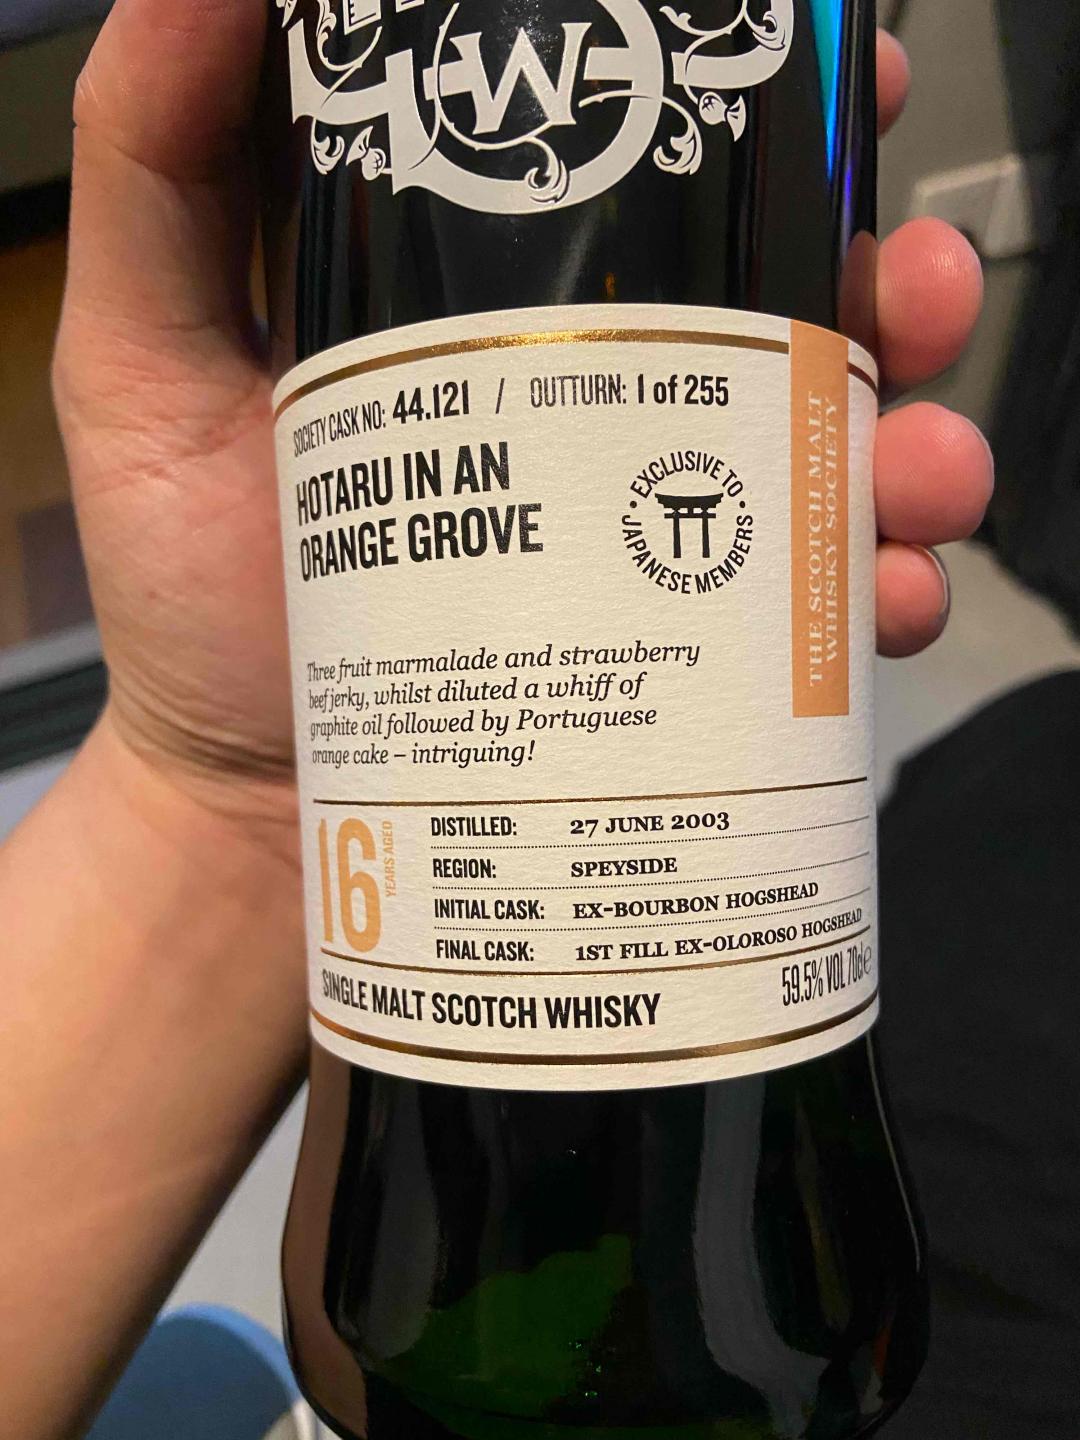 W
SOCIETY CASK NO: 44.121 / OUTTURN: 1 of 255
HOTARU IN AN
ORANGE GROVE
• EXCLUSIVE TO •
JAPANESE MEMBERS
THE SCOTCH MALT
WHISKY SOCIETY
Three fruit marmalade and strawberry
beef jerky, whilst diluted a whiff of
graphite oil followed by Portuguese
orange cake – intriguing!
16 YEARS AGED
DISTILLED: 27 JUNE 2003
REGION: SPEYSIDE
INITIAL CASK: EX-BOURBON HOGSHEAD
FINAL CASK: 1ST FILL EX-OLOROSO HOGSHEAD
SINGLE MALT SCOTCH WHISKY
59.5% VOL 70cl ℮